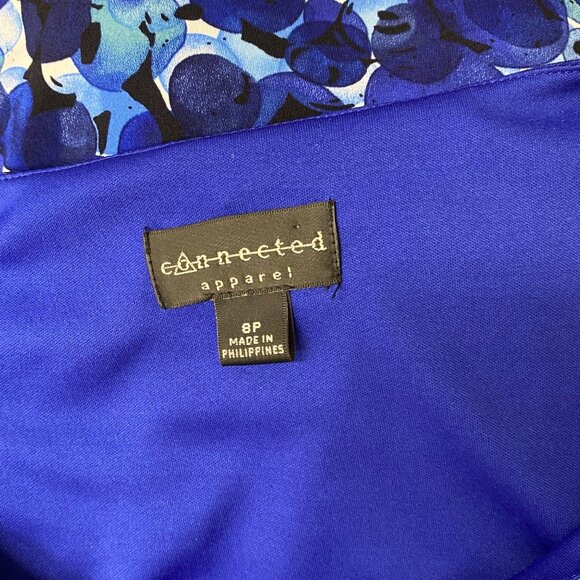 connected
apparel
8P
MADE IN
PHILIPPINES